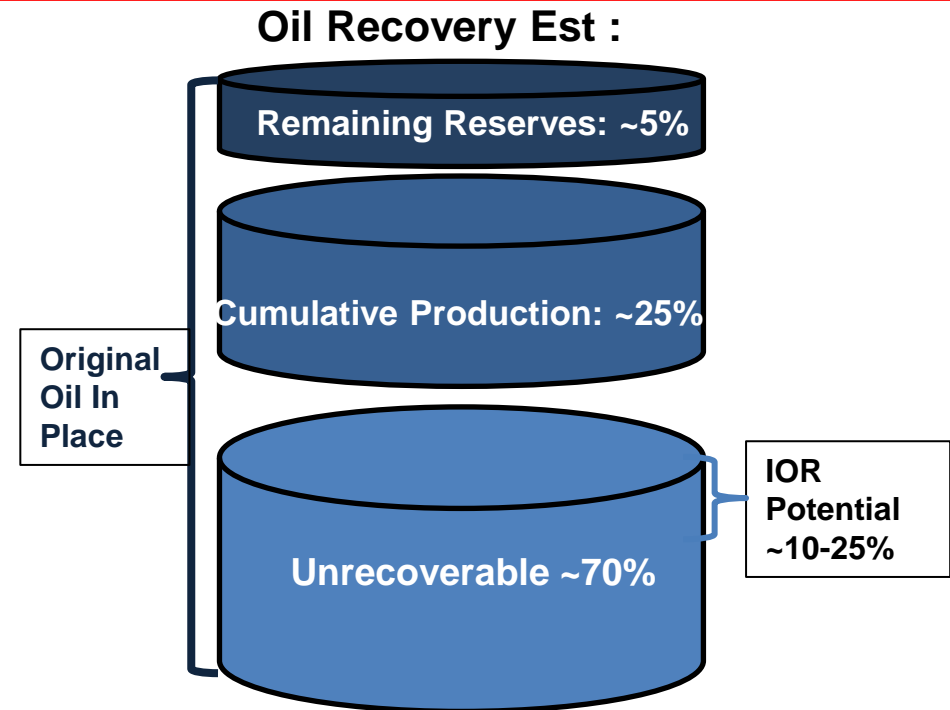 Oil Recovery Est :
Remaining Reserves: ~5%
Cumulative Production: ~25%
Original
Oil In
Place
IOR
Potential
~10-25%
Unrecoverable ~70%